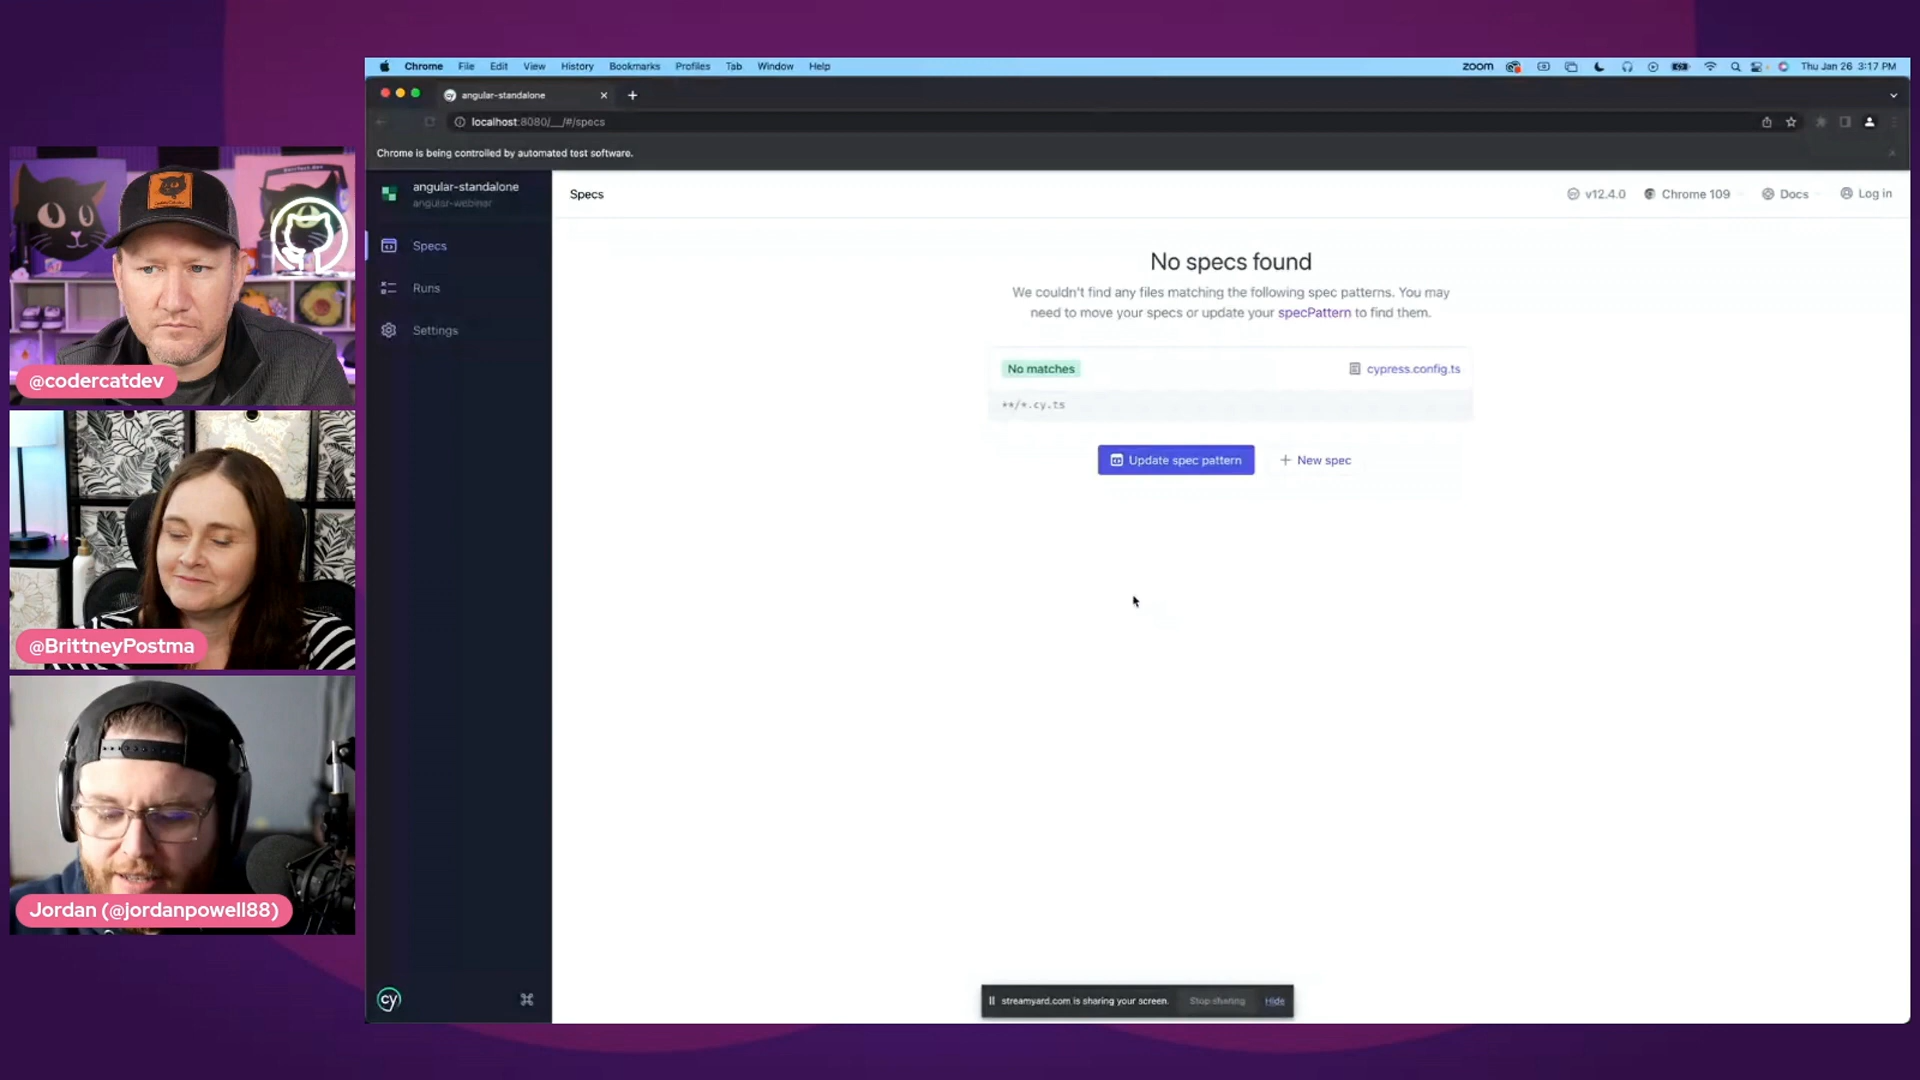 Chrome File Edit View History Bookmarks Profiles Tab Window Help
zoom Thu Jan 26 3:17 PM
angular-standalone
localhost:8080/__/#/specs
Chrome is being controlled by automated test software.
angular-standalone
angular-webinar
Specs
Runs
Settings
cy
Specs
v12.4.0 Chrome 109 Docs Log in
No specs found
We couldn't find any files matching the following spec patterns. You may
need to move your specs or update your specPattern to find them.
No matches cypress.config.ts
**/*.cy.ts
Update spec pattern + New spec
streamyard.com is sharing your screen. Stop sharing Hide
@codercatdev
@BrittneyPostma
Jordan (@jordanpowell88)